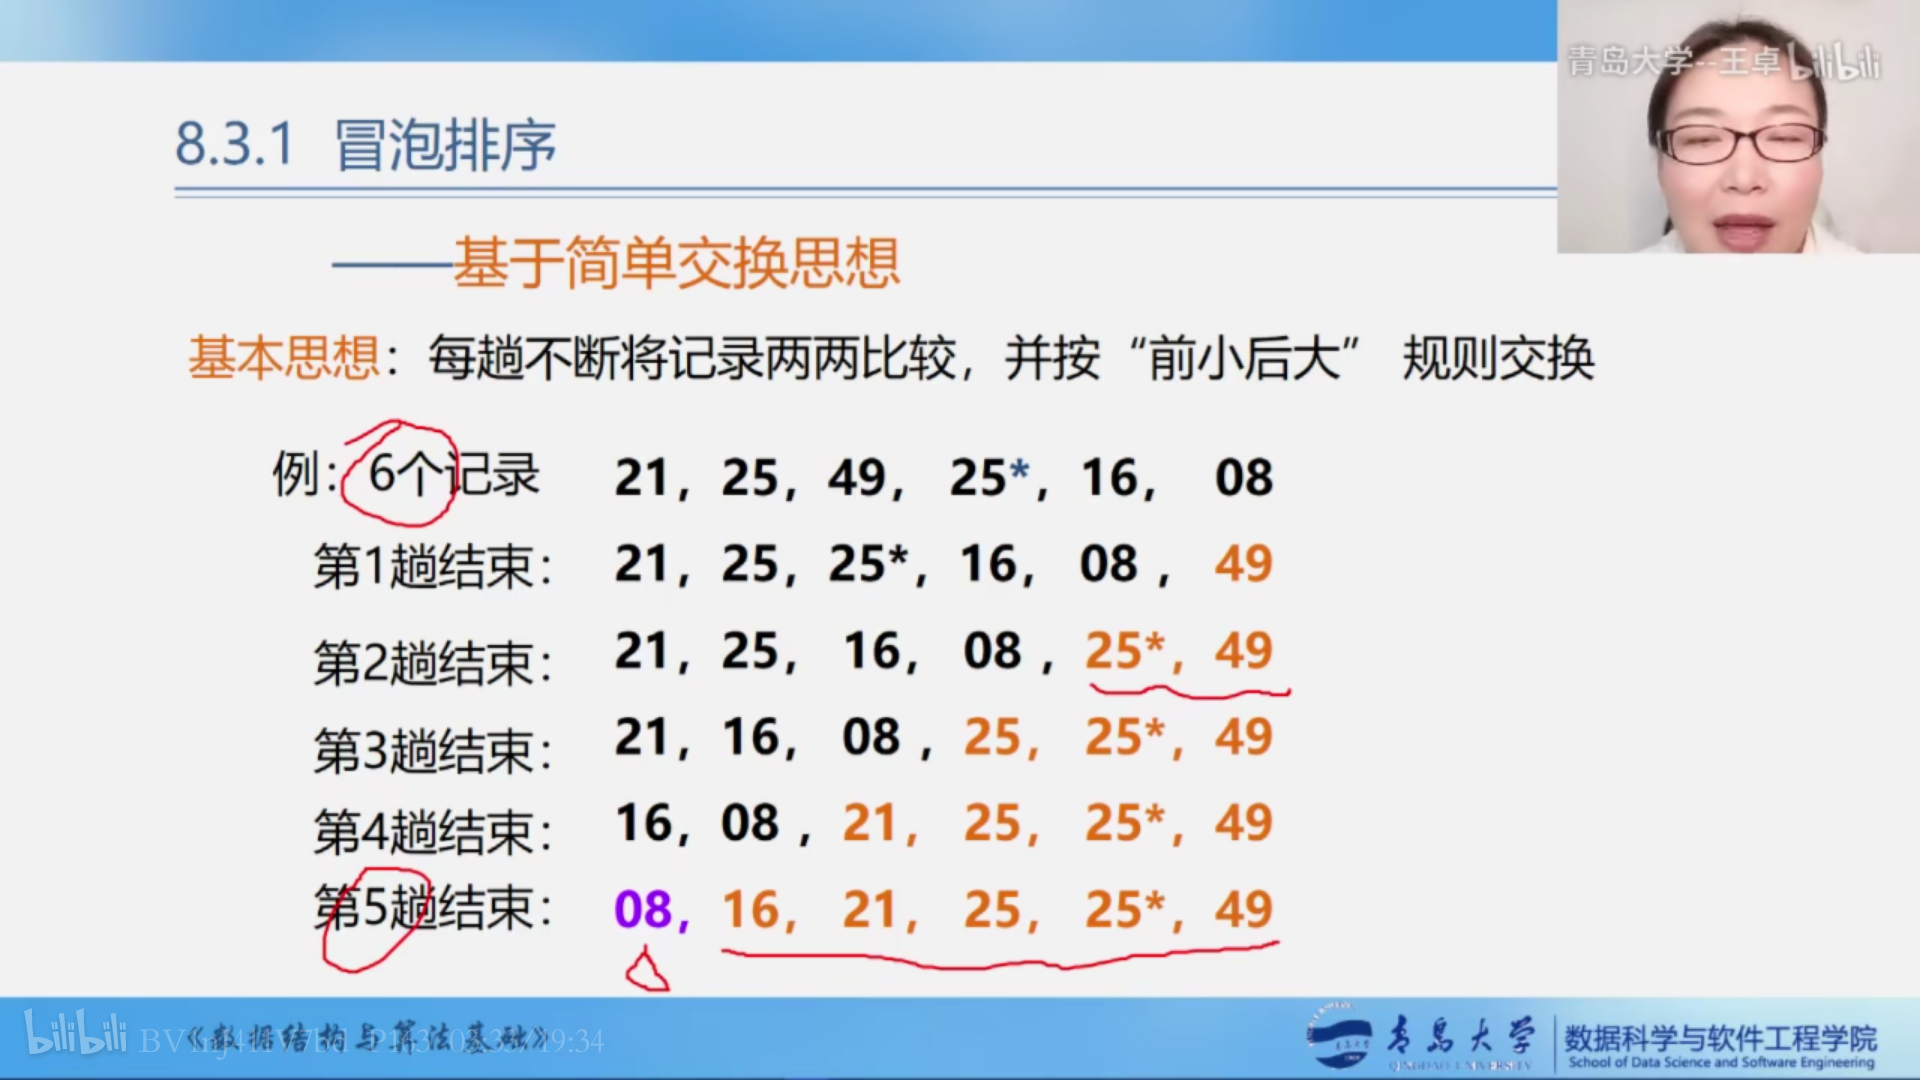 青岛大学--王卓 bilibili
8.3.1 冒泡排序
——基于简单交换思想
基本思想：每趟不断将记录两两比较，并按“前小后大” 规则交换
例：6个记录 21，25，49，25*，16，08
第1趟结束： 21，25，25*，16，08，49
第2趟结束： 21，25，16，08，25*，49
第3趟结束： 21，16，08，25，25*，49
第4趟结束： 16，08，21，25，25*，49
第5趟结束： 08，16，21，25，25*，49
bilibili
《数据结构与算法基础》
19:34
青岛大学
QINGDAO UNIVERSITY
数据科学与软件工程学院
School of Data Science and Software Engineering